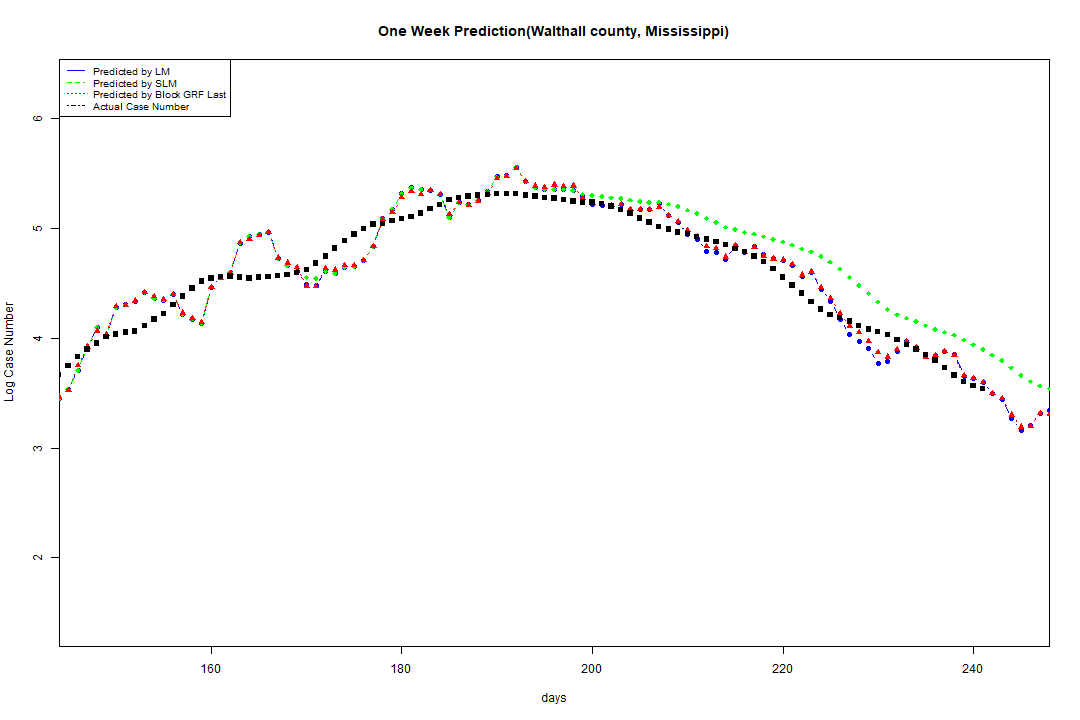 One Week Prediction(Walthall county, Mississippi)
Predicted by LM
Predicted by SLM
Predicted by Block GRF Last
Actual Case Number
6
5
4
3
2
Log Case Number
160 180 200 220 240
days